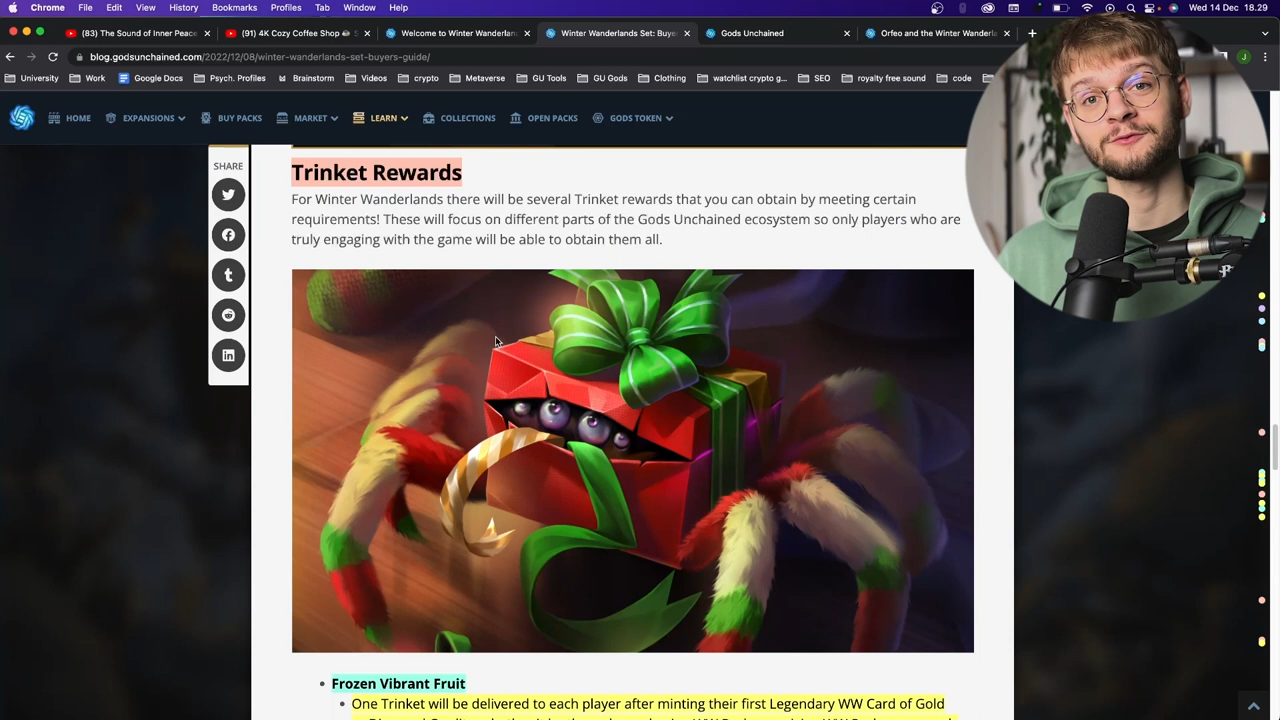 Chrome File Edit View History Bookmarks Profiles Tab Window Help Wed 14 Dec 18.29
(83) The Sound of Inner Peace
(91) 4K Cozy Coffee Shop
Welcome to Winter Wanderlan
Winter Wanderlands Set: Buye
Gods Unchained
Orfeo and the Winter Wanderla
blog.godsunchained.com/2022/12/08/winter-wanderlands-set-buyers-guide/
J
University Work Google Docs Psych. Profiles Brainstorm Videos crypto Metaverse GU Tools GU Gods Clothing watchlist crypto g... SEO royalty free sound code
HOME EXPANSIONS BUY PACKS MARKET LEARN COLLECTIONS OPEN PACKS GODS TOKEN
SHARE
Trinket Rewards
For Winter Wanderlands there will be several Trinket rewards that you can obtain by meeting certain
requirements! These will focus on different parts of the Gods Unchained ecosystem so only players who are
truly engaging with the game will be able to obtain them all.
Frozen Vibrant Fruit
One Trinket will be delivered to each player after minting their first Legendary WW Card of Gold